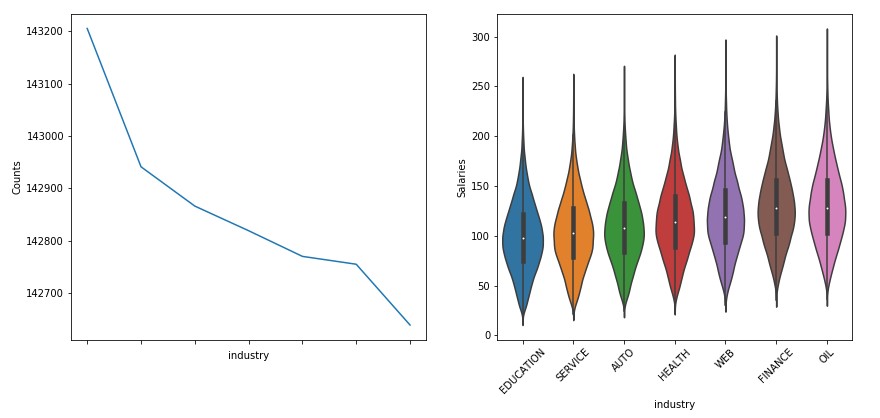 143200
143100
143000
142900
142800
142700
Counts
industry
300
250
200
150
100
50
0
Salaries
EDUCATION
SERVICE
AUTO
HEALTH
WEB
FINANCE
OIL
industry